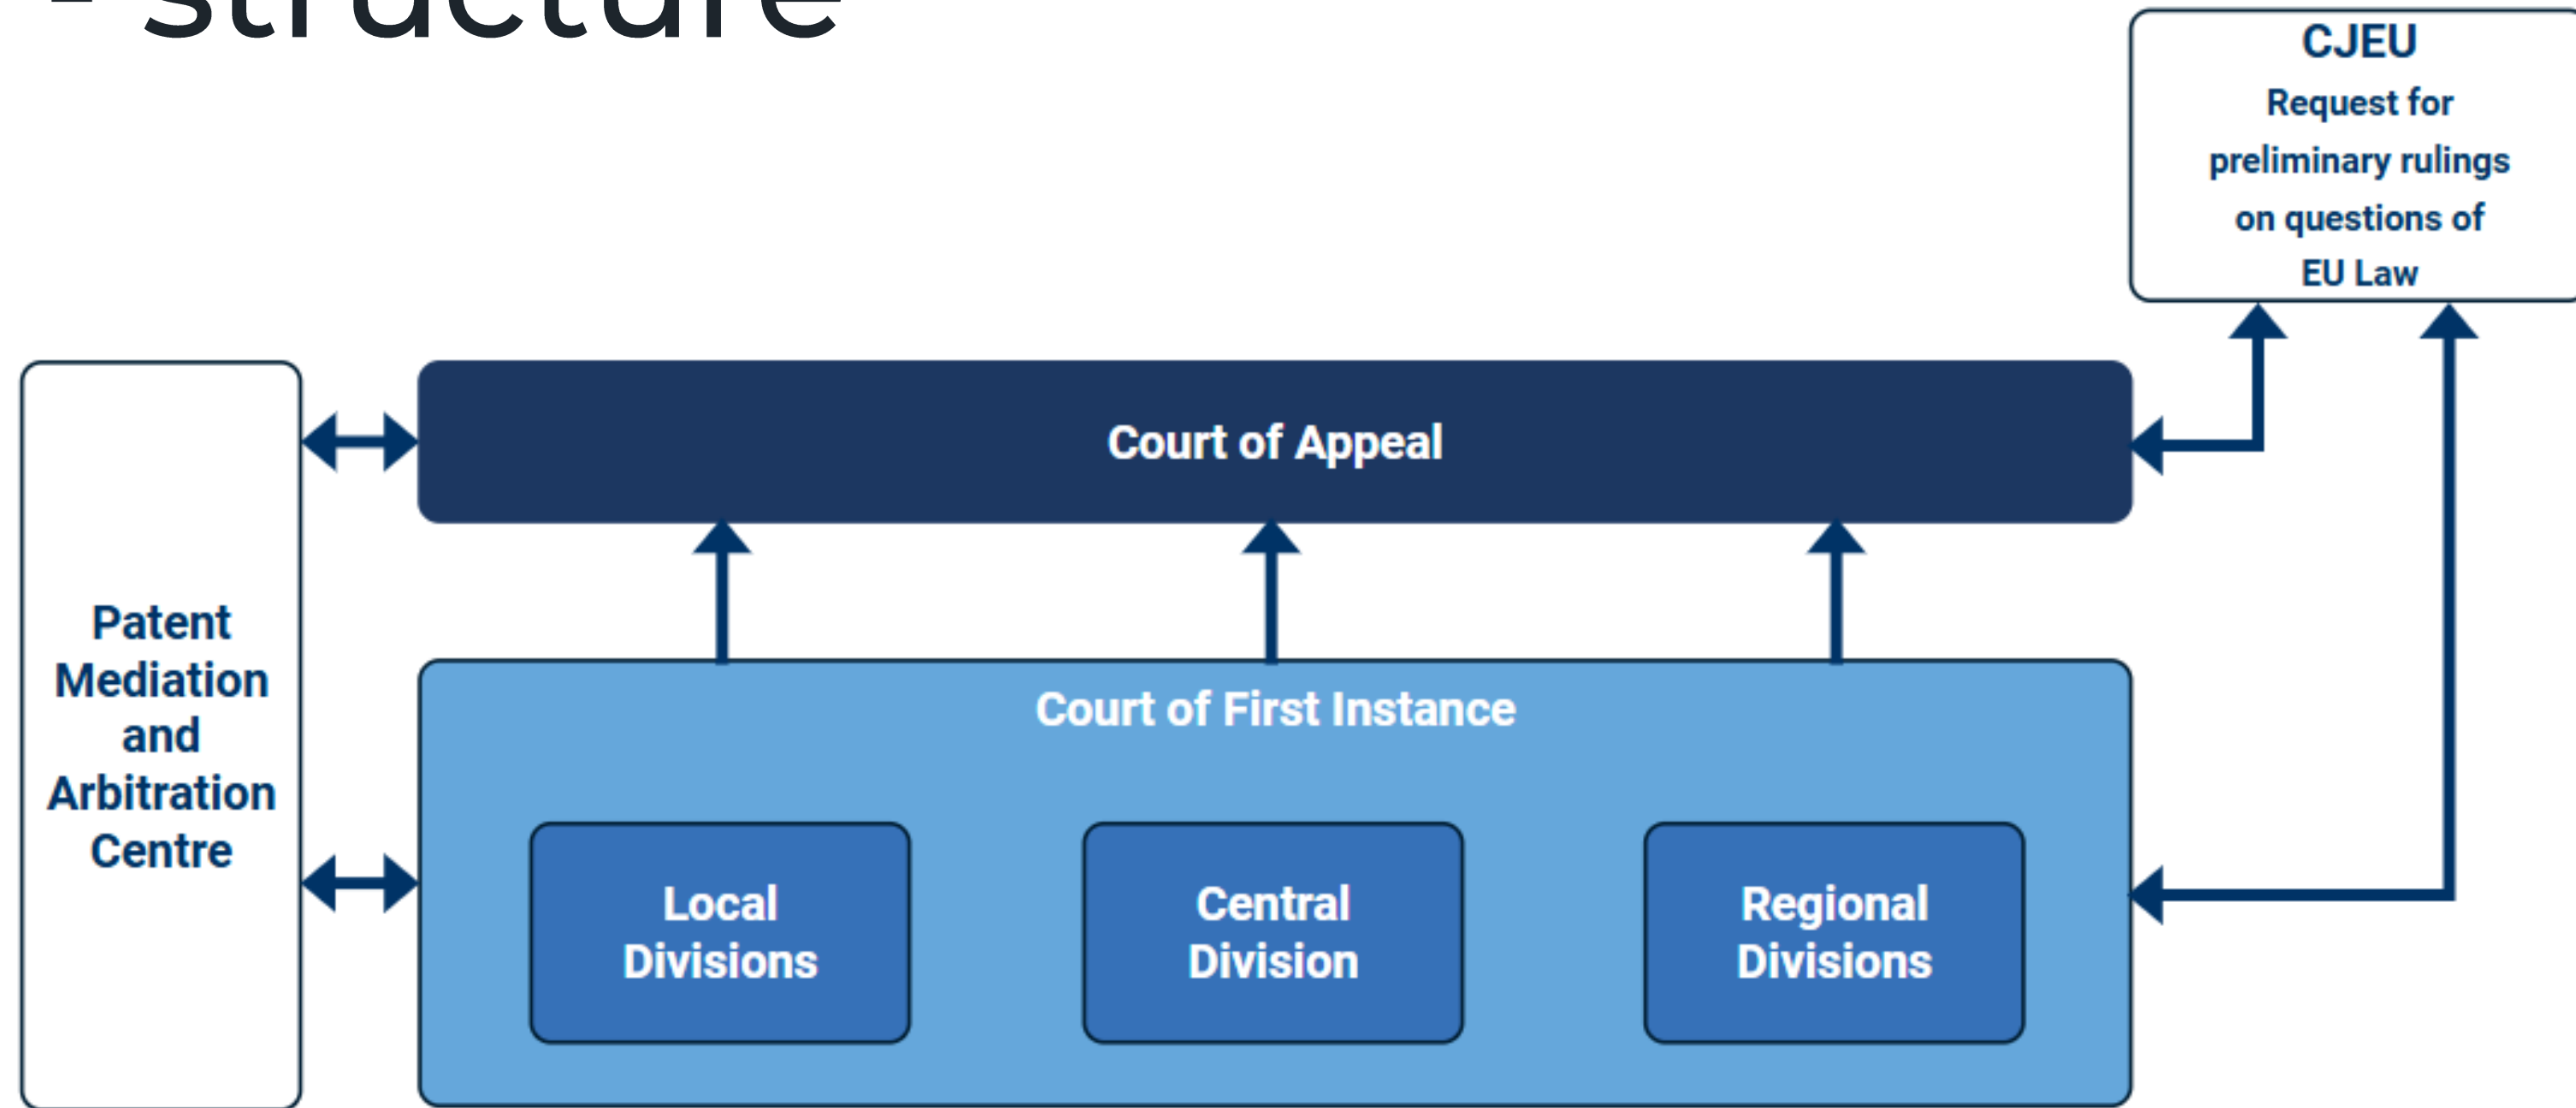 - structure
CJEU
Request for
preliminary rulings
on questions of
EU Law
Court of Appeal
Patent
Mediation
and
Arbitration
Centre
Court of First Instance
Local
Divisions
Central
Division
Regional
Divisions